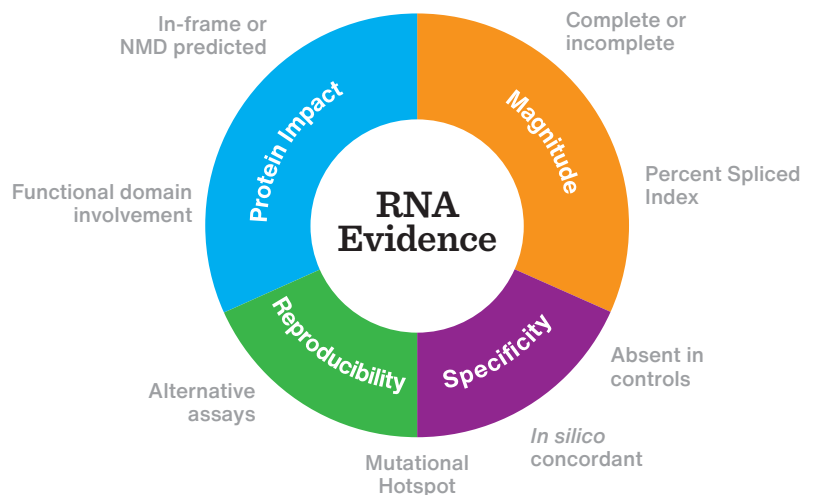 In-frame or
NMD predicted
Complete or
incomplete
Protein Impact
Magnitude
Functional domain
involvement
Percent Spliced
Index
RNA
Evidence
Reproducibility
Specificity
Absent in
controls
Alternative
assays
In silico
concordant
Mutational
Hotspot